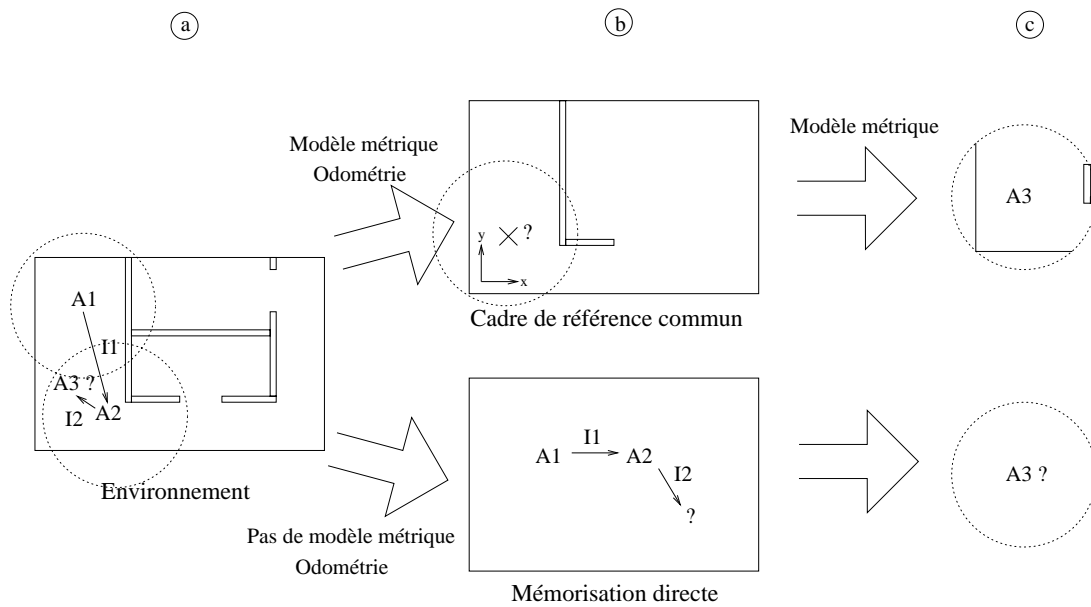 a
b
c
Modèle métrique
Odométrie
Modèle métrique
A3
y
?
x
Cadre de référence commun
A1
I1
A3 ?
A2
I2
Environnement
A1
I1
A2
I2
?
A3 ?
Pas de modèle métrique
Odométrie
Mémorisation directe